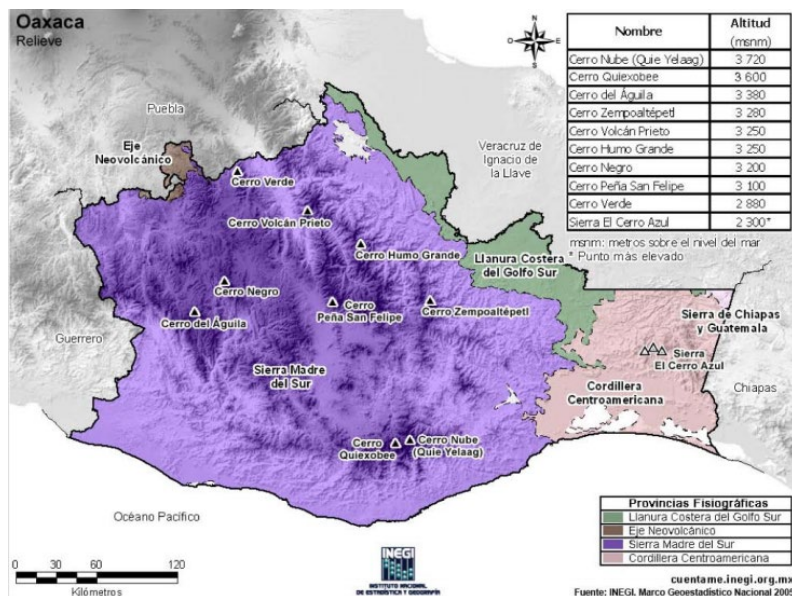 Oaxaca
Relieve
N
S
Nombre Altitud (msnm)
Cerro Nube (Quie Yelaag) 3 720
Cerro Quiexobee 3 600
Cerro del Águila 3 380
Cerro Zempoaltépetl 3 280
Cerro Volcán Prieto 3 250
Cerro Humo Grande 3 250
Cerro Negro 3 200
Cerro Peña San Felipe 3 100
Cerro Verde 2 880
Sierra El Cerro Azul 2 300*
msnm: metros sobre el nivel del mar
* Punto más elevado
Puebla
Eje
Neovolcánico
Veracruz de
Ignacio de
la Llave
Cerro Verde
Cerro Volcán Prieto
Cerro Humo Grande
Llanura Costera
del Golfo Sur
Cerro Negro
Cerro del Águila
Cerro
Peña San Felipe
Cerro Zempoaltépetl
Sierra de Chiapas
y Guatemala
Guerrero
Sierra Madre
del Sur
Sierra
El Cerro Azul
Cordillera
Centroamericana
Chiapas
Cerro
Quiexobee
Cerro Nube
(Quie Yelaag)
Océano Pacífico
Provincias Fisiográficas
Llanura Costera del Golfo Sur
Eje Neovolcánico
Sierra Madre del Sur
Cordillera Centroamericana
0 30 60 120
Kilómetros
INEGI
INSTITUTO NACIONAL
DE ESTADÍSTICA Y GEOGRAFÍA
cuentame.inegi.org.mx
Fuente: INEGI. Marco Geoestadístico Nacional 2005